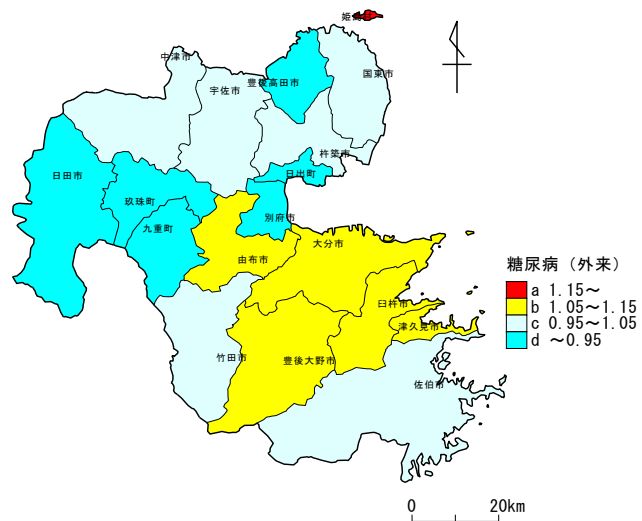 姫島村
中津市
豊後高田市
国東市
宇佐市
杵築市
日出町
日田市
玖珠町
別府市
九重町
大分市
由布市
臼杵市
津久見市
竹田市
豊後大野市
佐伯市
糖尿病（外来）
a 1.15～
b 1.05～1.15
c 0.95～1.05
d ～0.95
0 20km